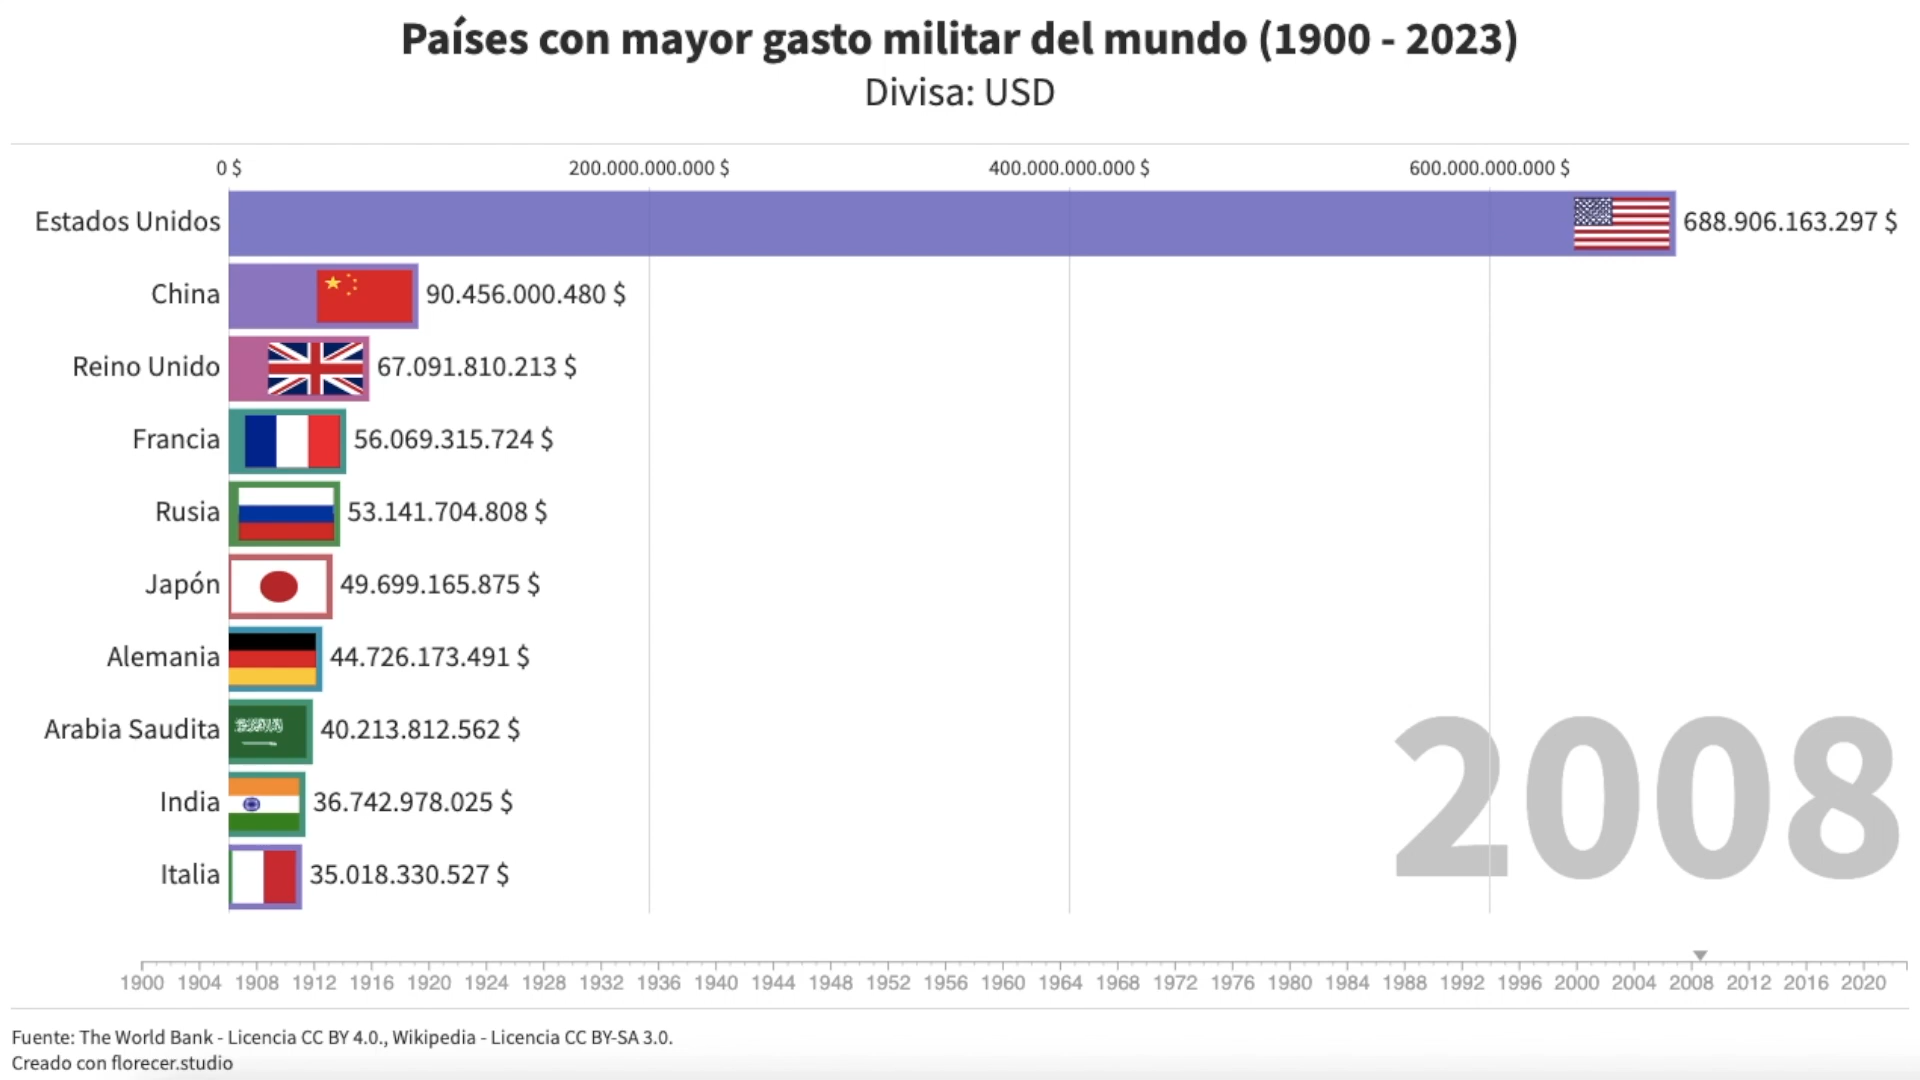 Países con mayor gasto militar del mundo (1900 - 2023)
Divisa: USD
0 $ 200.000.000.000 $ 400.000.000.000 $ 600.000.000.000 $
Estados Unidos 688.906.163.297 $
China 90.456.000.480 $
Reino Unido 67.091.810.213 $
Francia 56.069.315.724 $
Rusia 53.141.704.808 $
Japón 49.699.165.875 $
Alemania 44.726.173.491 $
Arabia Saudita 40.213.812.562 $
India 36.742.978.025 $
Italia 35.018.330.527 $
2008
1900 1904 1908 1912 1916 1920 1924 1928 1932 1936 1940 1944 1948 1952 1956 1960 1964 1968 1972 1976 1980 1984 1988 1992 1996 2000 2004 2008 2012 2016 2020
Fuente: The World Bank - Licencia CC BY 4.0., Wikipedia - Licencia CC BY-SA 3.0.
Creado con florecer.studio